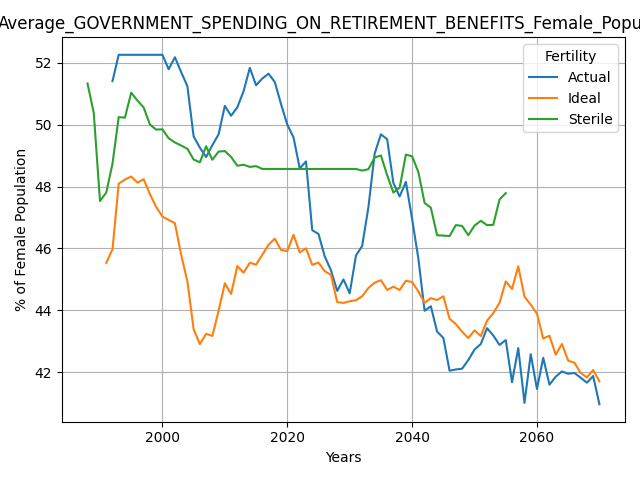 Average_GOVERNMENT_SPENDING_ON_RETIREMENT_BENEFITS_Female_Popu
Fertility
Actual
Ideal
Sterile
% of Female Population
52
50
48
46
44
42
2000
2020
2040
2060
Years